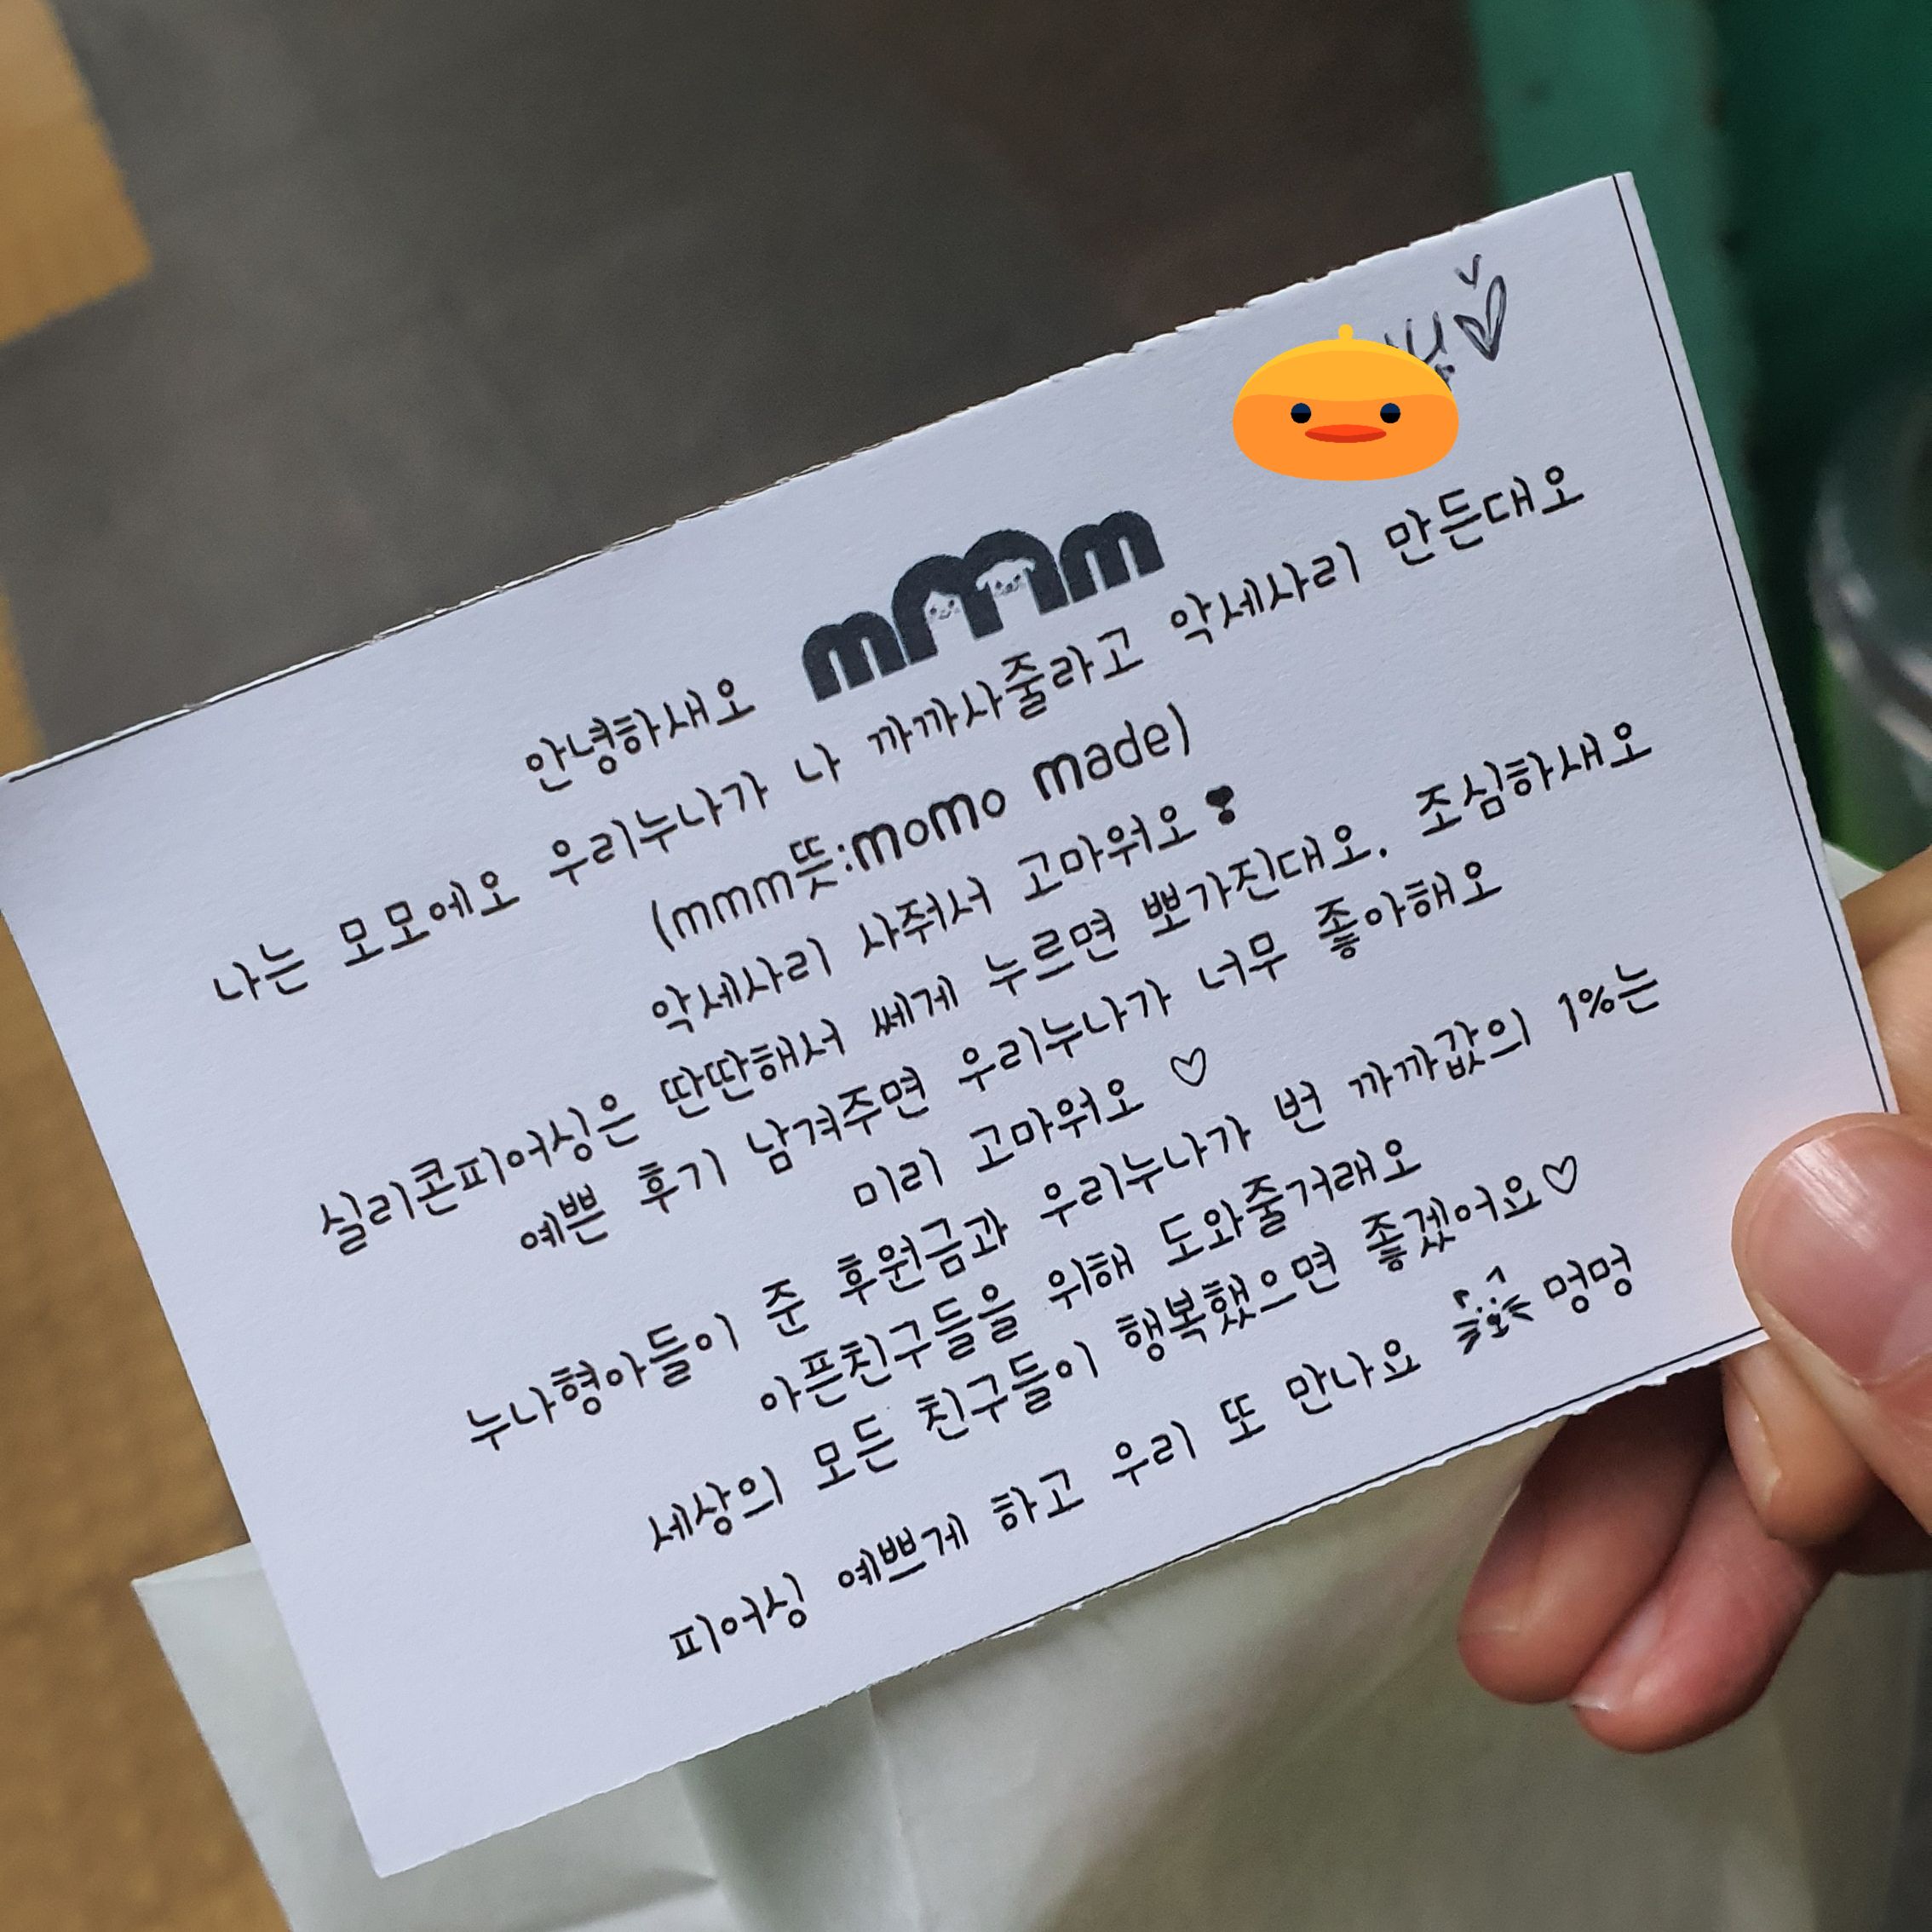 님♡
mmm
안녕하새오
나는 모모에오 우리누나가 나 까까사줄라고 악세사리 만든대오
(mmm뜻:momo made)
악세사리 사줘서 고마워오❣
실리콘피어싱은 딴딴해서 쎄게 누르면 뽀가진대오. 조심하새오
예쁜 후기 남겨주면 우리누나가 너무 좋아해오
미리 고마워오 ♡
누나형아들이 준 후원금과 우리누나가 번 까까값의 1%는
아픈친구들을 위해 도와줄거래오
세상의 모든 친구들이 행복했으면 좋겠어요♡
피어싱 예쁘게 하고 우리 또 만나요 멍멍